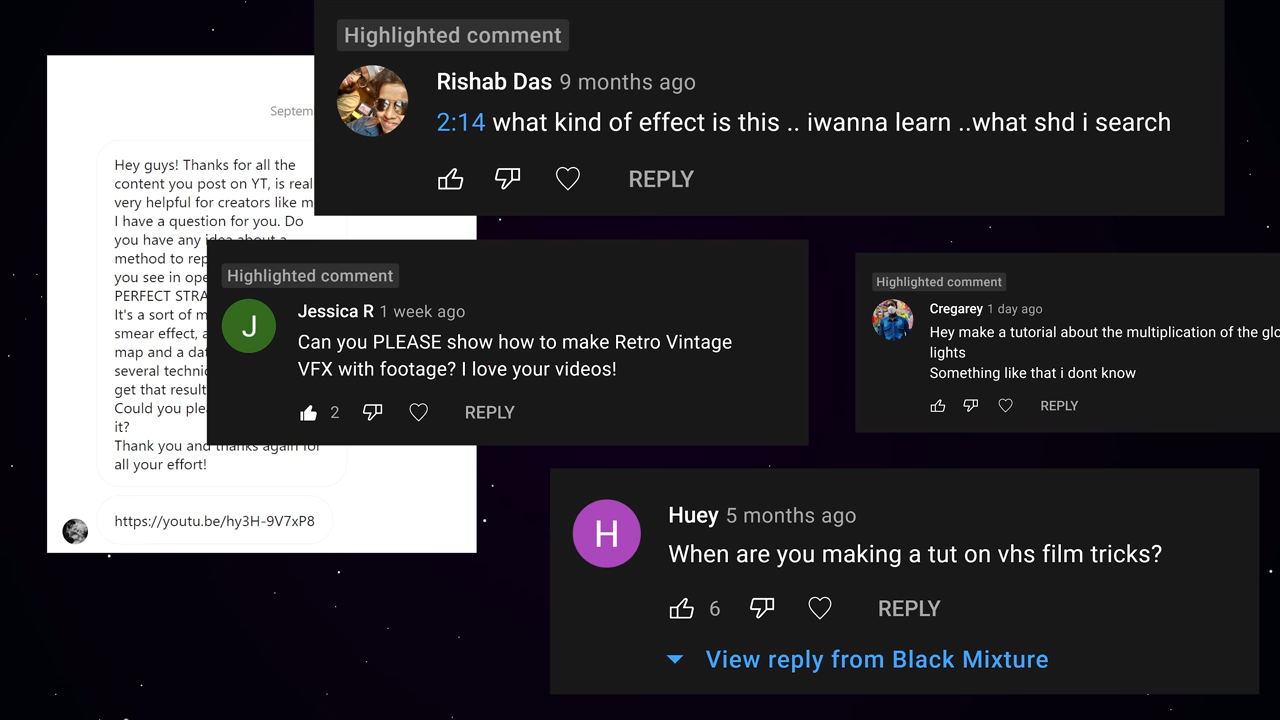 Highlighted comment
Rishab Das 9 months ago
2:14 what kind of effect is this .. iwanna learn ..what shd i search
REPLY
Septem
Hey guys! Thanks for all the
content you post on YT, is real
very helpful for creators like m
I have a question for you. Do
you have any idea about a
method to rep
you see in ope
PERFECT STRA
It's a sort of m
smear effect, a
map and a dat
several techni
get that result
Could you plea
it?
Thank you and thanks again for
all your effort!
https://youtu.be/hy3H-9V7xP8
Highlighted comment
J
Jessica R 1 week ago
Can you PLEASE show how to make Retro Vintage
VFX with footage? I love your videos!
2 REPLY
Highlighted comment
Cregarey 1 day ago
Hey make a tutorial about the multiplication of the glo
lights
Something like that i dont know
REPLY
H
Huey 5 months ago
When are you making a tut on vhs film tricks?
6 REPLY
View reply from Black Mixture